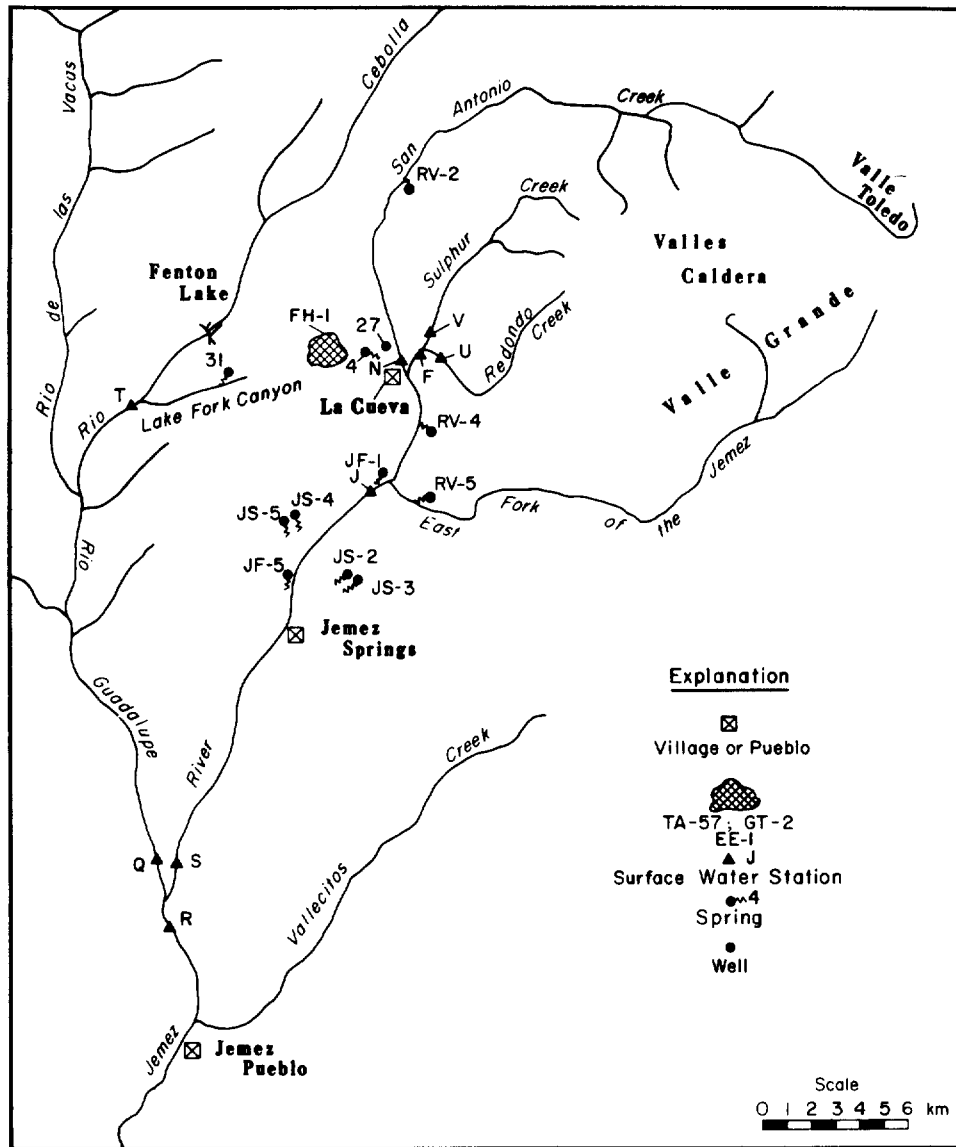 Vacas
Cebolla
San
Antonio
Creek
RV-2
Creek
Valle
Toledo
las
Sulphur
Valles
Caldera
Fenton
Lake
de
Valle Grande
FH-1
27
V
Redondo
Creek
31
4
N
F
U
La Cueva
T
Lake Fork Canyon
Rio
Rio
RV-4
JF-1
J
RV-5
Jemez
JS-4
JS-5
East
Fork
of
the
Rio
JF-5
JS-2
JS-3
Jemez
Springs
Explanation
Village or Pueblo
Guadalupe
River
Creek
TA-57; GT-2
EE-1
J
Surface Water Station
4
Spring
Q
S
Vallecitos
R
Well
Jemez
Jemez
Pueblo
Scale
0 1 2 3 4 5 6 km